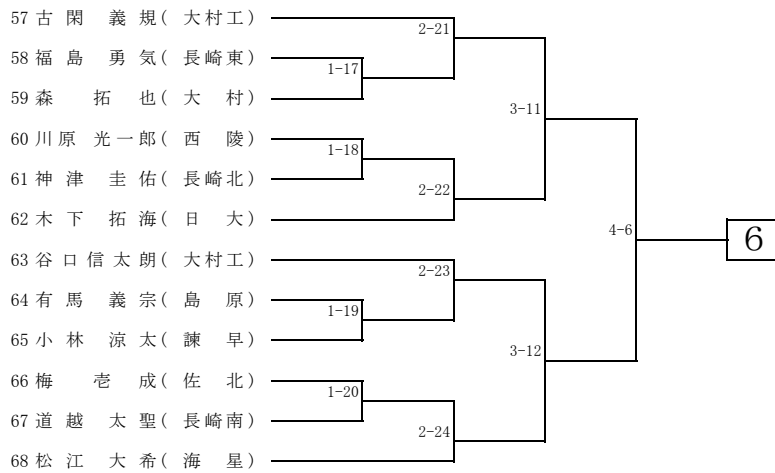 57 古 閑　義 規( 大村工)
2-21
58 福 島　勇 気( 長崎東)
1-17
59 森　拓 也( 大　村)
3-11
60 川原 光一郎( 西　陵)
1-18
61 神 津　圭 佑( 長崎北)
2-22
62 木 下　拓 海( 日　大)
4-6
6
63 谷 口 信 太 朗( 大村工)
2-23
64 有 馬　義 宗( 島　原)
1-19
65 小 林　涼 太( 諫　早)
3-12
66 梅　壱 成( 佐　北)
1-20
67 道 越　太 聖( 長崎南)
2-24
68 松 江　大 希( 海　星)